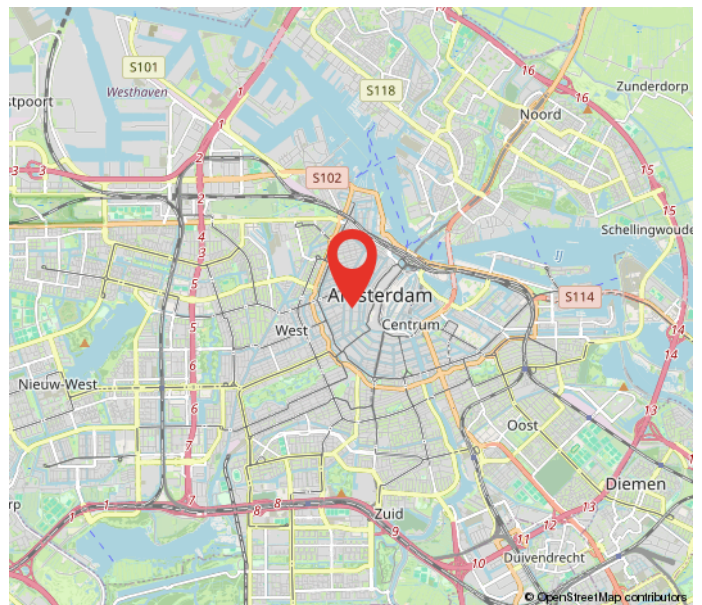 S101
1
16
16
Zunderdorp
Westhaven
S118
stpoort
Noord
2
3
3
15
S102
2
15
Schellingwoude
4
3
IJ
4
Amsterdam
S114
5
West
Centrum
14
14
5
Nieuw-West
6
6
13
Oost
7
Diemen
rp
1
1
7
8
8
Zuid
9
13
12
11
10
Duivendrecht
© OpenStreetMap contributors